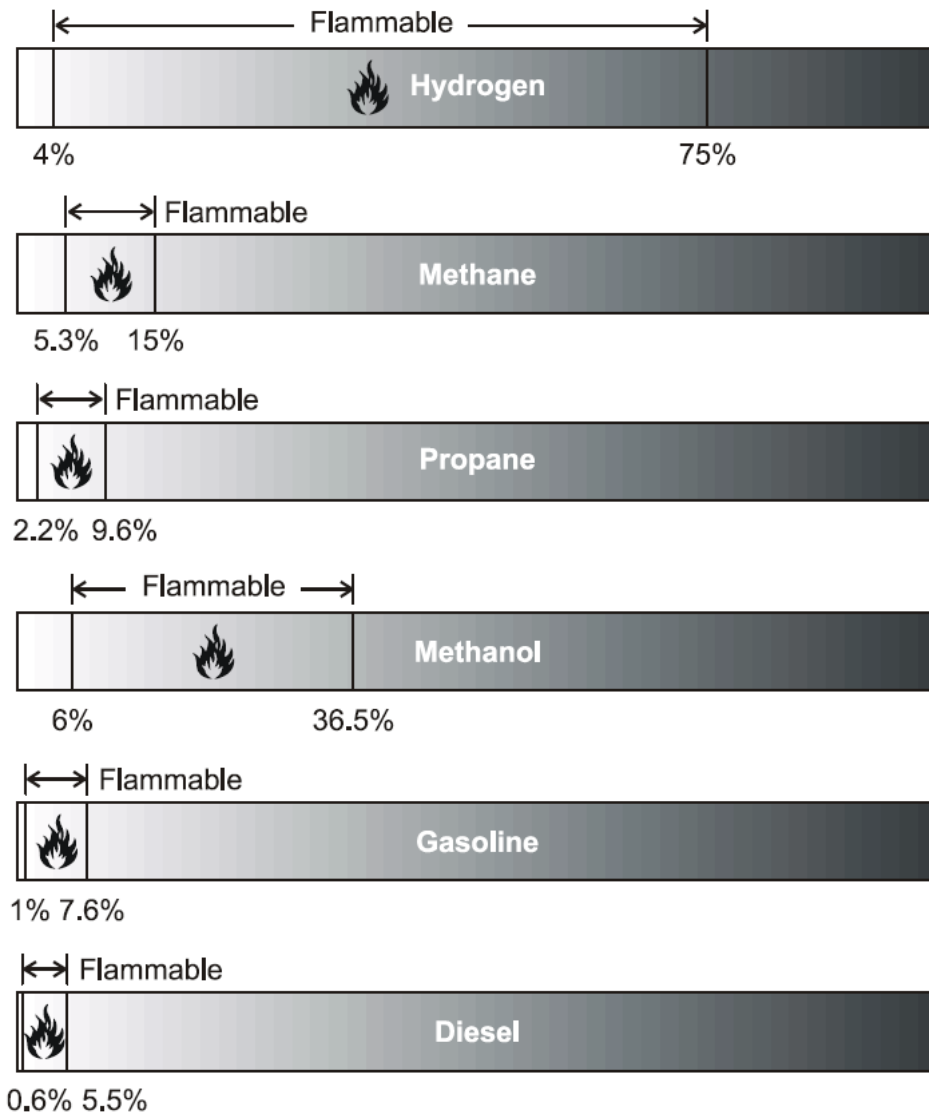 Flammable
Hydrogen
4% 75%
Flammable
Methane
5.3% 15%
Flammable
Propane
2.2% 9.6%
Flammable
Methanol
6% 36.5%
Flammable
Gasoline
1% 7.6%
Flammable
Diesel
0.6% 5.5%